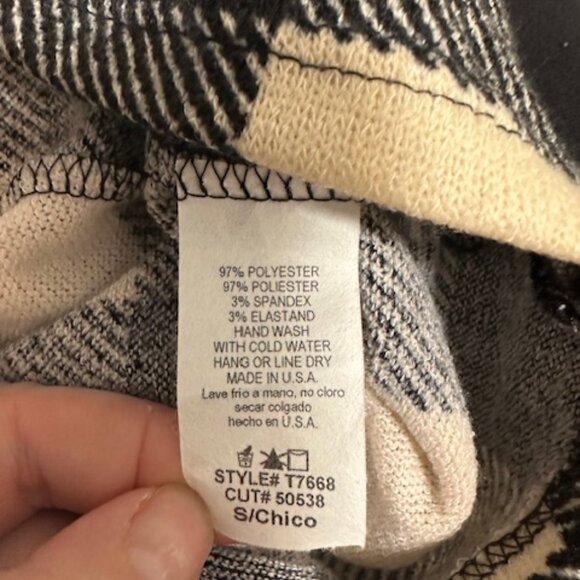 97% POLYESTER
97% POLIESTER
3% SPANDEX
3% ELASTAND
HAND WASH
WITH COLD WATER
HANG OR LINE DRY
MADE IN U.S.A.
Lave frio a mano, no cloro
secar colgado
hecho en U.S.A.
STYLE# T7668
CUT# 50538
S/Chico